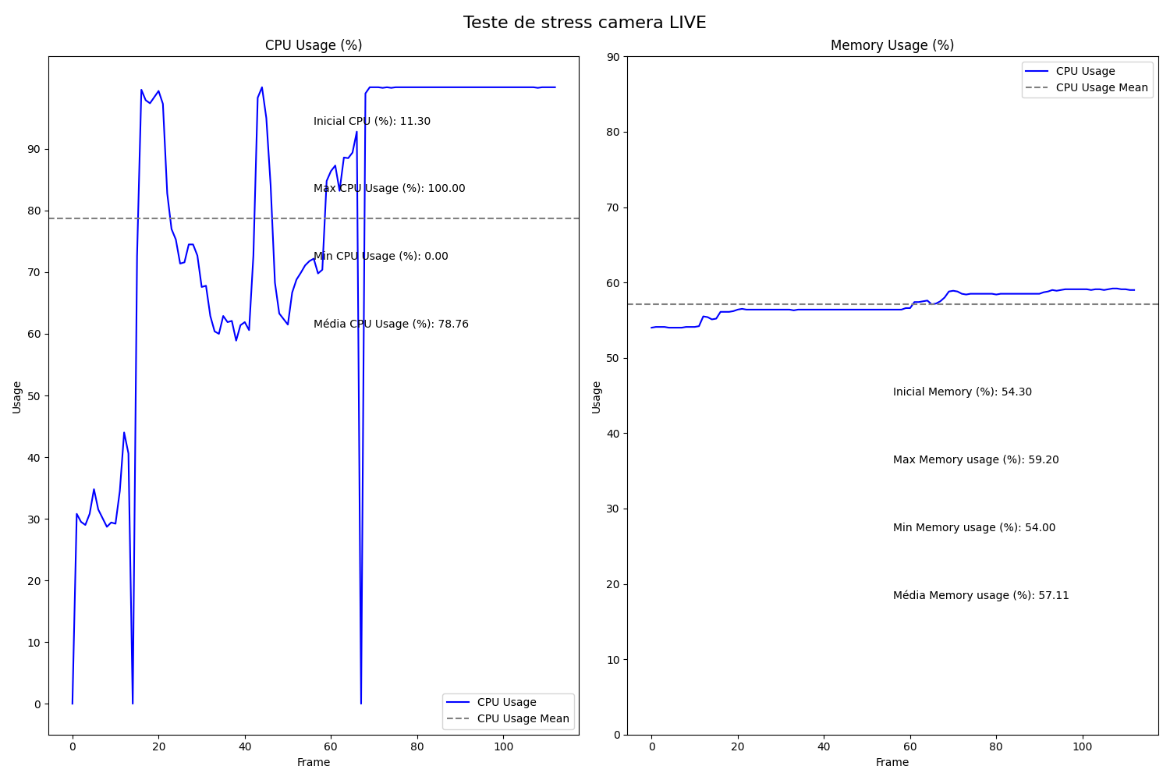 Teste de stress camera LIVE
CPU Usage (%)
90
80
70
60
50
40
30
20
10
0
Usage
Inicial CPU (%): 11.30
Max CPU Usage (%): 100.00
Min CPU Usage (%): 0.00
Média CPU Usage (%): 78.76
CPU Usage
CPU Usage Mean
0 20 40 60 80 100
Frame
Memory Usage (%)
90
80
70
60
50
40
30
20
10
0
Usage
CPU Usage
CPU Usage Mean
Inicial Memory (%): 54.30
Max Memory usage (%): 59.20
Min Memory usage (%): 54.00
Média Memory usage (%): 57.11
0 20 40 60 80 100
Frame